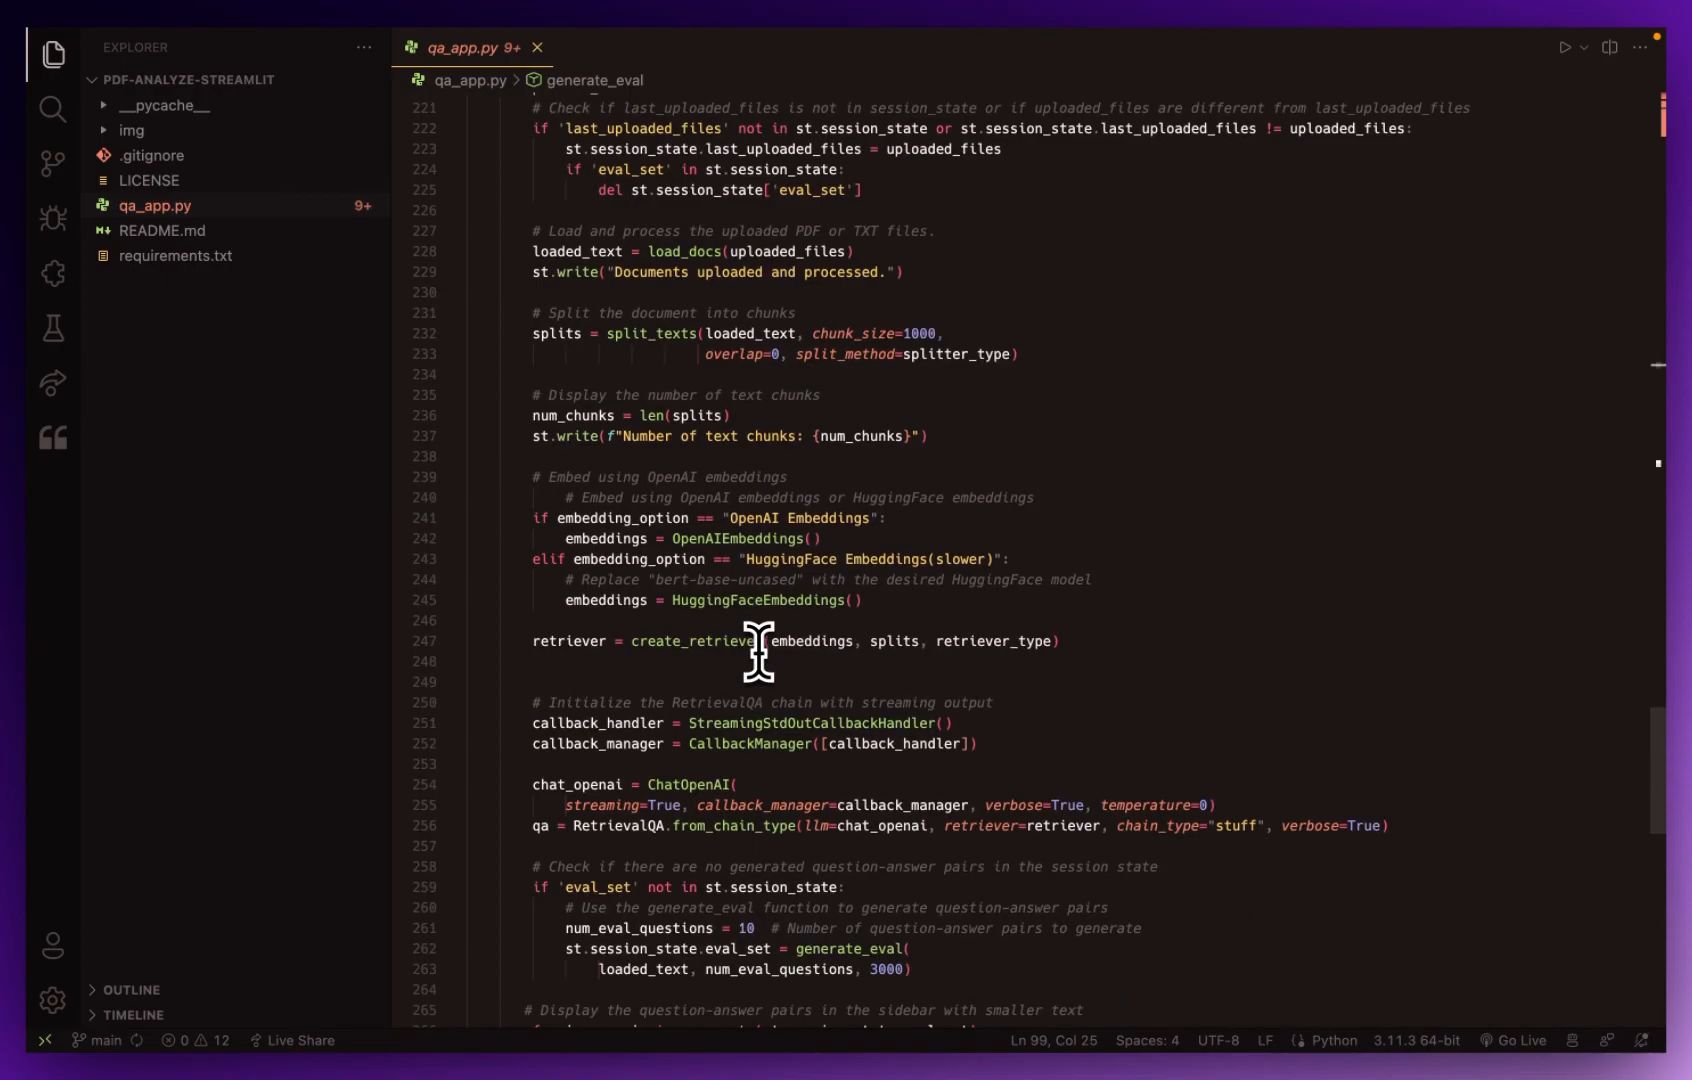 EXPLORER
PDF-ANALYZE-STREAMLIT
__pycache__
img
.gitignore
LICENSE
qa_app.py 9+
README.md
requirements.txt
OUTLINE
TIMELINE
qa_app.py 9+
qa_app.py > generate_eval
221 # Check if last_uploaded_files is not in session_state or if uploaded_files are different from last_uploaded_files
222 if 'last_uploaded_files' not in st.session_state or st.session_state.last_uploaded_files != uploaded_files:
223 st.session_state.last_uploaded_files = uploaded_files
224 if 'eval_set' in st.session_state:
225 del st.session_state['eval_set']
226
227 # Load and process the uploaded PDF or TXT files.
228 loaded_text = load_docs(uploaded_files)
229 st.write("Documents uploaded and processed.")
230
231 # Split the document into chunks
232 splits = split_texts(loaded_text, chunk_size=1000,
233 overlap=0, split_method=splitter_type)
234
235 # Display the number of text chunks
236 num_chunks = len(splits)
237 st.write(f"Number of text chunks: {num_chunks}")
238
239 # Embed using OpenAI embeddings
240 # Embed using OpenAI embeddings or HuggingFace embeddings
241 if embedding_option == "OpenAI Embeddings":
242 embeddings = OpenAIEmbeddings()
243 elif embedding_option == "HuggingFace Embeddings(slower)":
244 # Replace "bert-base-uncased" with the desired HuggingFace model
245 embeddings = HuggingFaceEmbeddings()
246
247 retriever = create_retriever(embeddings, splits, retriever_type)
248
249
250 # Initialize the RetrievalQA chain with streaming output
251 callback_handler = StreamingStdOutCallbackHandler()
252 callback_manager = CallbackManager([callback_handler])
253
254 chat_openai = ChatOpenAI(
255 streaming=True, callback_manager=callback_manager, verbose=True, temperature=0)
256 qa = RetrievalQA.from_chain_type(llm=chat_openai, retriever=retriever, chain_type="stuff", verbose=True)
257
258 # Check if there are no generated question-answer pairs in the session state
259 if 'eval_set' not in st.session_state:
260 # Use the generate_eval function to generate question-answer pairs
261 num_eval_questions = 10 # Number of question-answer pairs to generate
262 st.session_state.eval_set = generate_eval(
263 loaded_text, num_eval_questions, 3000)
264
265 # Display the question-answer pairs in the sidebar with smaller text
main 0 12 Live Share Ln 99, Col 25 Spaces: 4 UTF-8 LF Python 3.11.3 64-bit Go Live